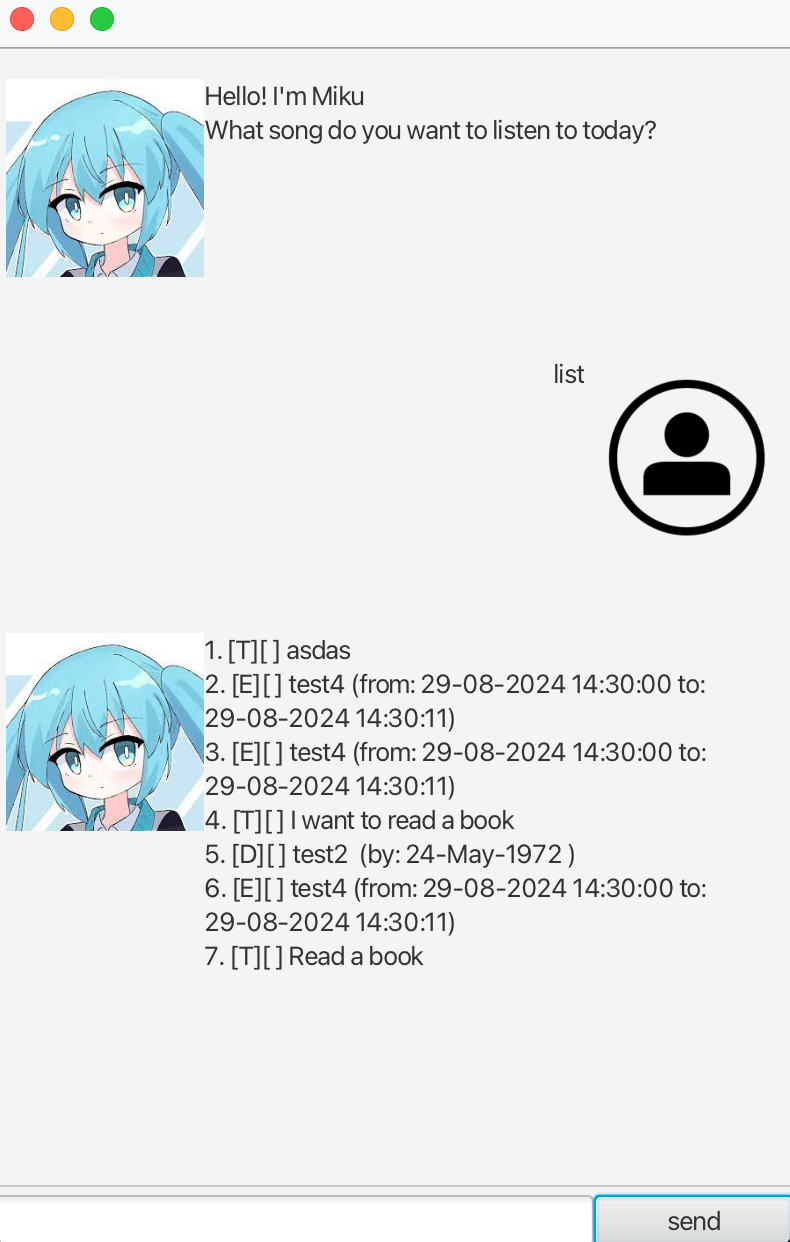 Hello! I'm Miku
What song do you want to listen to today?
list
1. [T][ ] asdas
2. [E][ ] test4 (from: 29-08-2024 14:30:00 to:
29-08-2024 14:30:11)
3. [E][ ] test4 (from: 29-08-2024 14:30:00 to:
29-08-2024 14:30:11)
4. [T][ ] I want to read a book
5. [D][ ] test2  (by: 24-May-1972 )
6. [E][ ] test4 (from: 29-08-2024 14:30:00 to:
29-08-2024 14:30:11)
7. [T][ ] Read a book
send